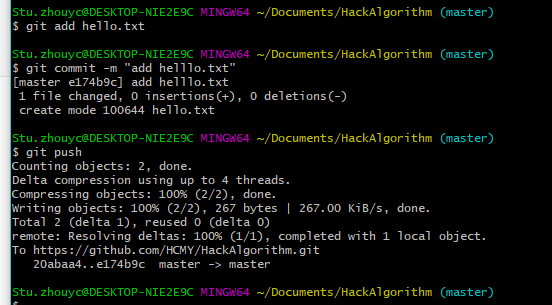 Stu.zhouyc@DESKTOP-NIE2E9C MINGW64 ~/Documents/HackAlgorithm (master)
$ git add hello.txt
Stu.zhouyc@DESKTOP-NIE2E9C MINGW64 ~/Documents/HackAlgorithm (master)
$ git commit -m "add helllo.txt"
[master e174b9c] add helllo.txt
 1 file changed, 0 insertions(+), 0 deletions(-)
 create mode 100644 hello.txt
Stu.zhouyc@DESKTOP-NIE2E9C MINGW64 ~/Documents/HackAlgorithm (master)
$ git push
Counting objects: 2, done.
Delta compression using up to 4 threads.
Compressing objects: 100% (2/2), done.
Writing objects: 100% (2/2), 267 bytes | 267.00 KiB/s, done.
Total 2 (delta 1), reused 0 (delta 0)
remote: Resolving deltas: 100% (1/1), completed with 1 local object.
To https://github.com/HCMY/HackAlgorithm.git
   20abaa4..e174b9c  master -> master
Stu.zhouyc@DESKTOP-NIE2E9C MINGW64 ~/Documents/HackAlgorithm (master)